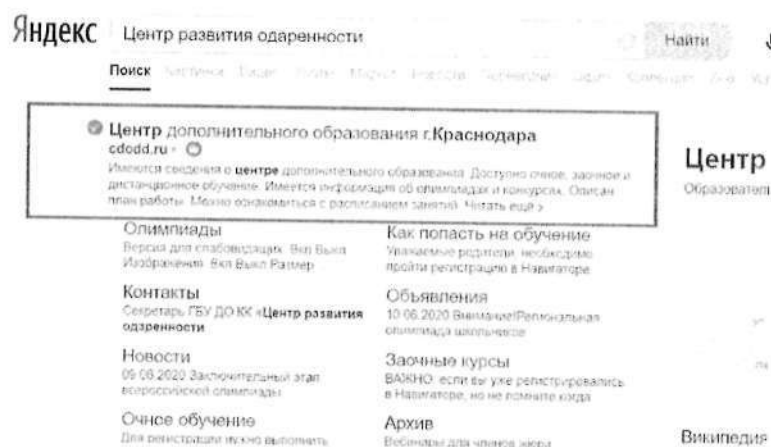 Яндекс
Центр развития одаренности
Найти
Поиск
Центр дополнительного образования г.Краснодара
cdodd.ru
Имеются сведения о центре дополнительного образования. Доступно очное, заочное и
дистанционное обучение. Имеется информация об олимпиадах и конкурсах. Описан
план работы. Можно ознакомиться с расписанием занятий. Читать ещё >
Центр
Образовател
Олимпиады
Версия для слабовидящих: Вкл Выкл
Изображения: Вкл Выкл Размер
Как попасть на обучение
Уважаемые родители, необходимо
пройти регистрацию в Навигаторе
Контакты
Секретарь ГБУ ДО КК «Центр развития
одаренности
Объявления
10.06.2020 Внимание!Региональная
олимпиада школьников
Новости
09.06.2020 Заключительный этап
всероссийской олимпиады
Заочные курсы
ВАЖНО: если вы уже регистрировались
в Навигаторе, но не помните когда
Очное обучение
Для регистрации нужно выполнить
Архив
Вебинары для членов жюри
Википедия